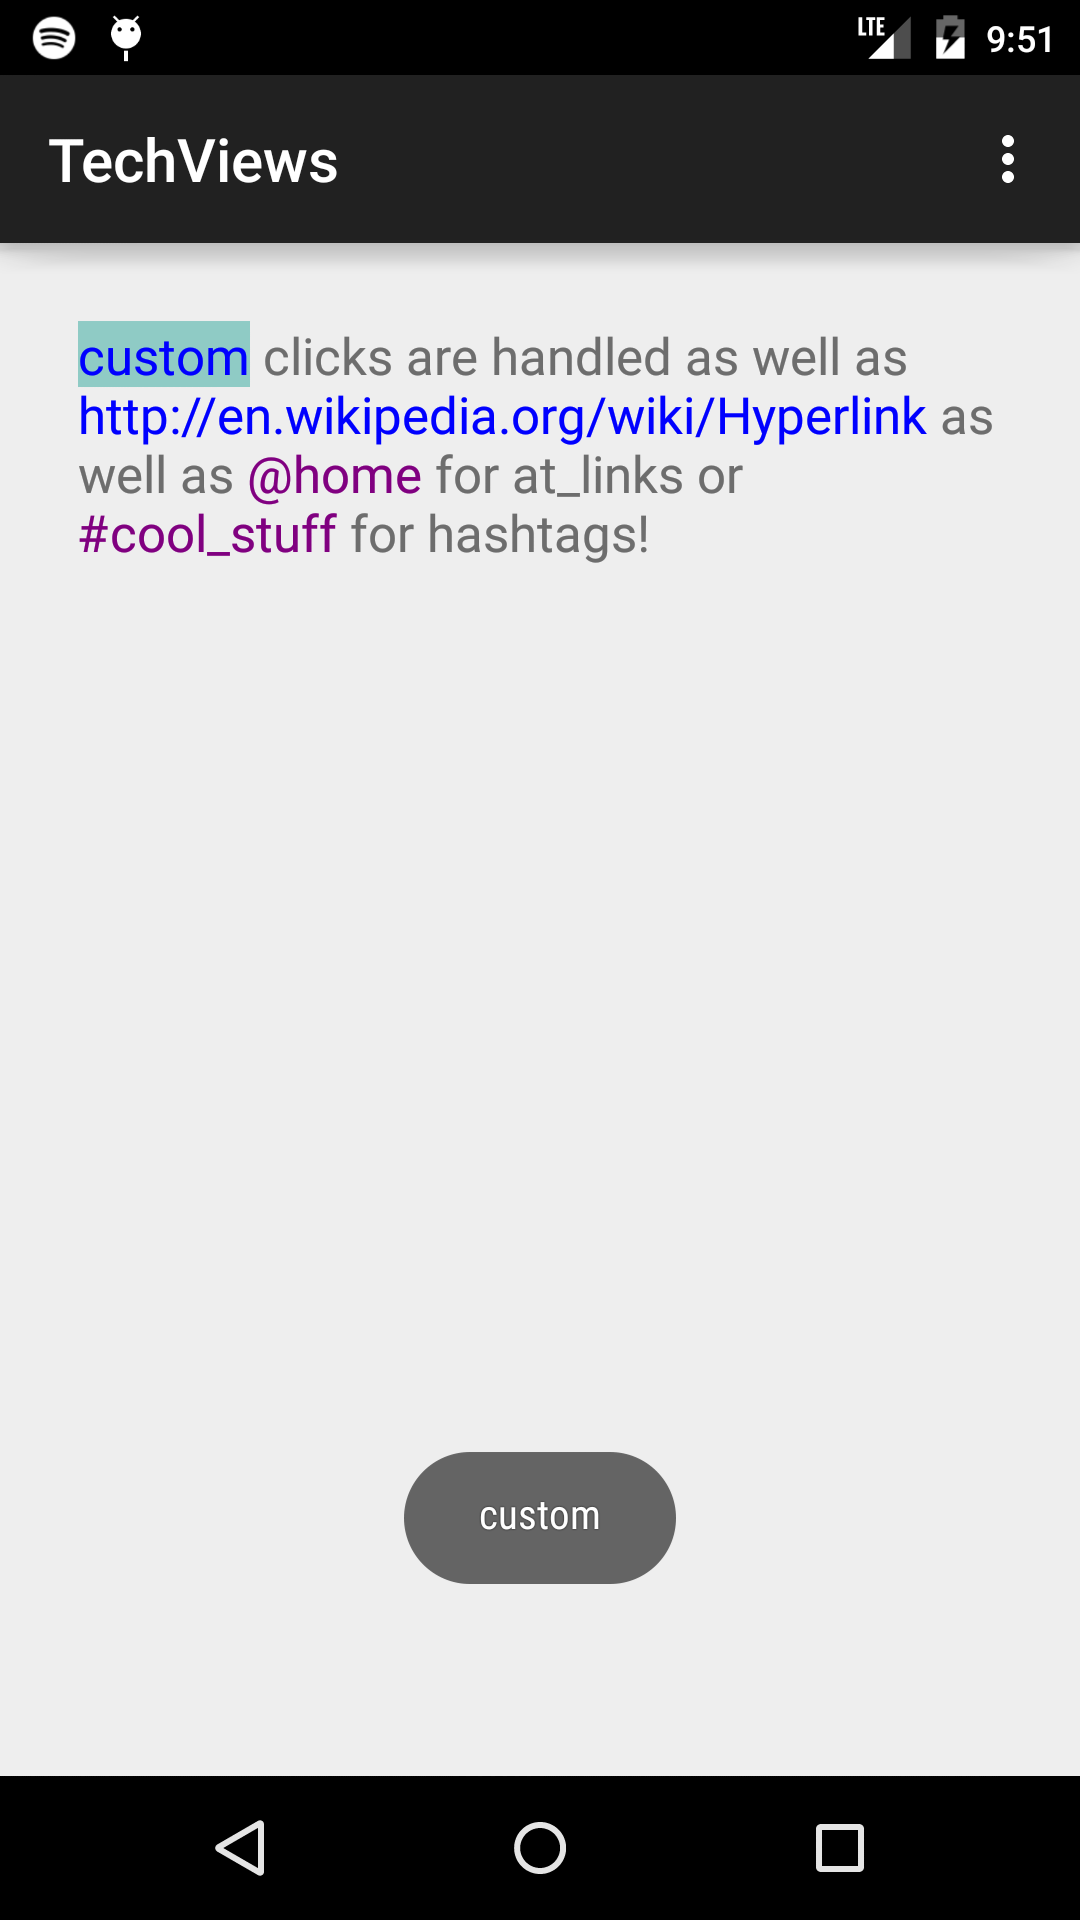 LTE 9:51
TechViews
custom clicks are handled as well as
http://en.wikipedia.org/wiki/Hyperlink as
well as @home for at_links or
#cool_stuff for hashtags!
custom